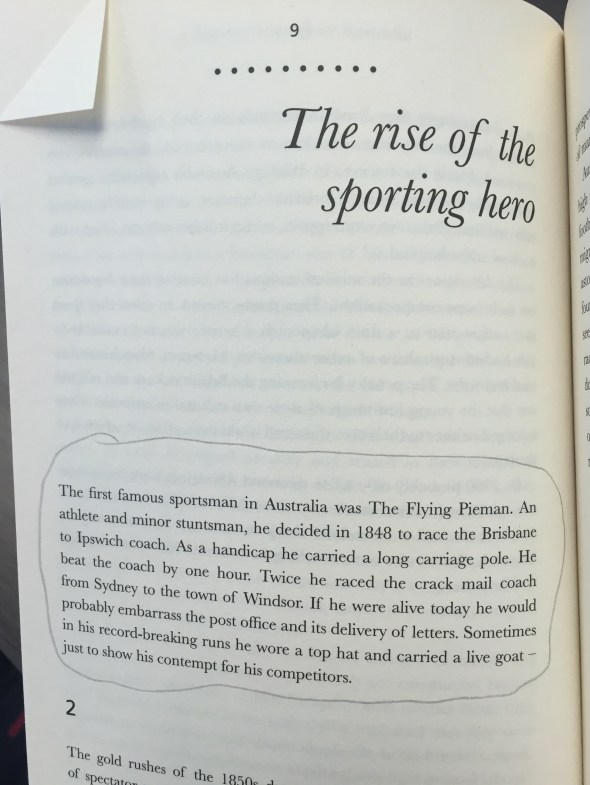 9
The rise of the
sporting hero
The first famous sportsman in Australia was The Flying Pieman. An
athlete and minor stuntsman, he decided in 1848 to race the Brisbane
to Ipswich coach. As a handicap he carried a long carriage pole. He
beat the coach by one hour. Twice he raced the crack mail coach
from Sydney to the town of Windsor. If he were alive today he would
probably embarrass the post office and its delivery of letters. Sometimes
in his record-breaking runs he wore a top hat and carried a live goat –
just to show his contempt for his competitors.
2
The gold rushes of the 1850s
of